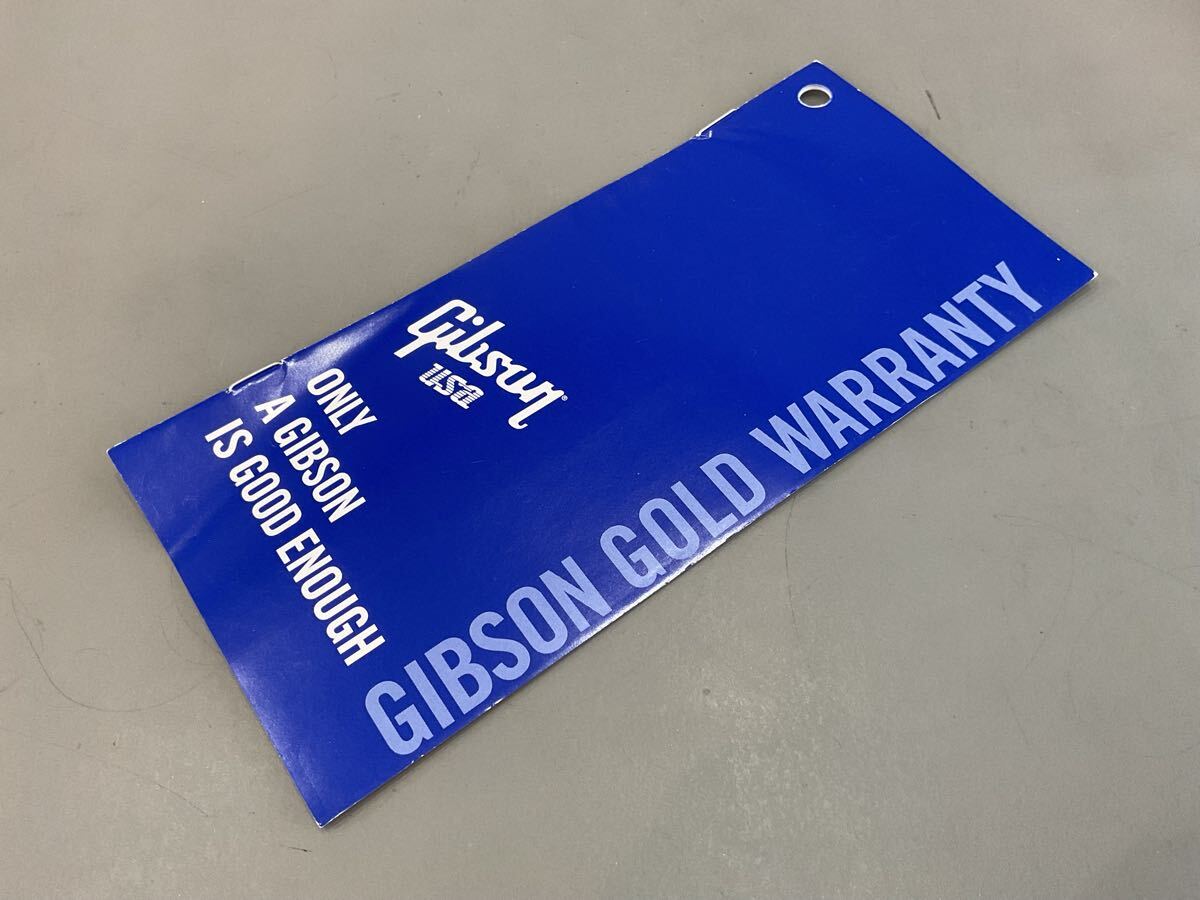 Gibson®
USA
ONLY
A GIBSON
IS GOOD ENOUGH
GIBSON GOLD WARRANTY